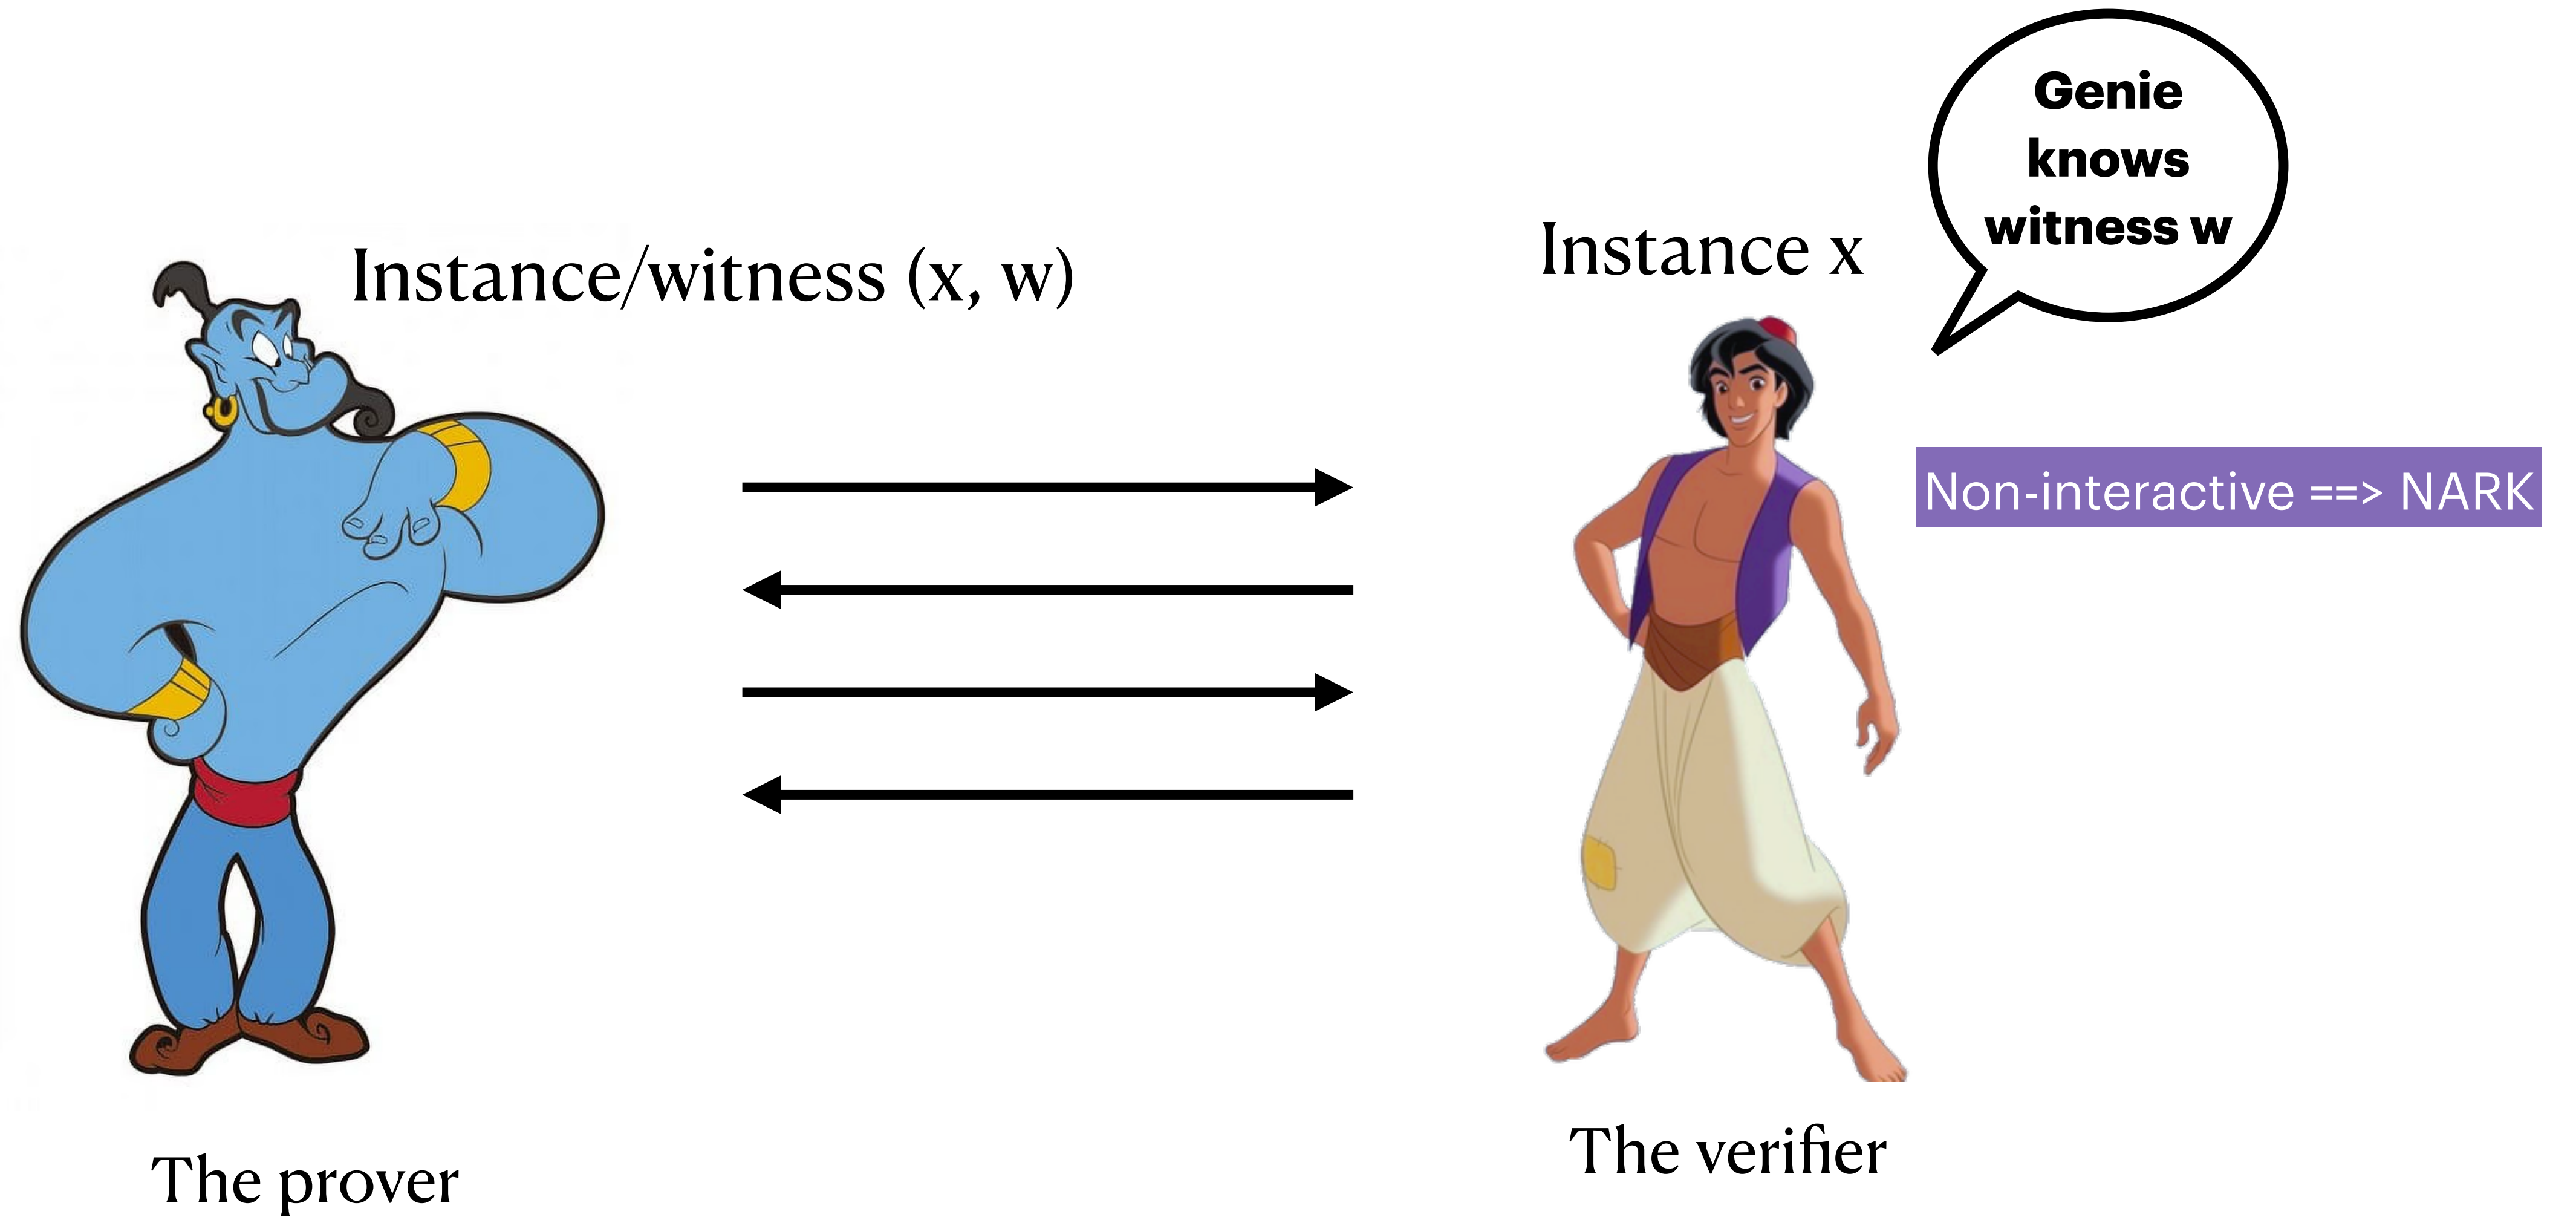 Genie
knows
witness w
Instance/witness (x, w)
Instance x
Non-interactive ==> NARK
The prover
The verifier